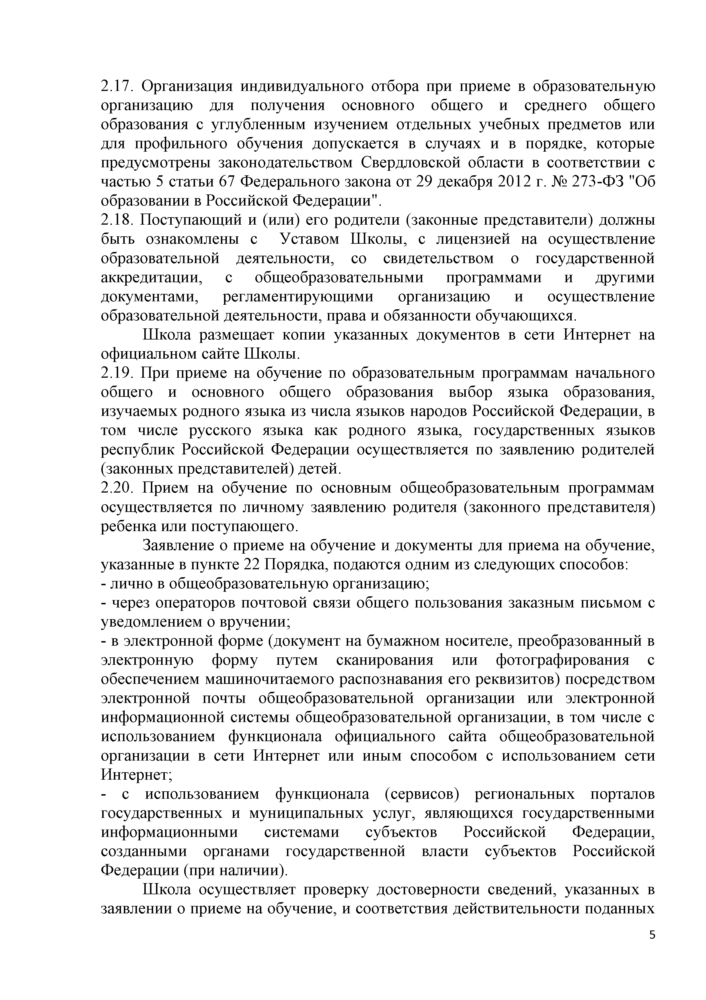 2.17. Организация индивидуального отбора при приеме в образовательную
организацию для получения основного общего и среднего общего
образования с углубленным изучением отдельных учебных предметов или
для профильного обучения допускается в случаях и в порядке, которые
предусмотрены законодательством Свердловской области в соответствии с
частью 5 статьи 67 Федерального закона от 29 декабря 2012 г. № 273-ФЗ "Об
образовании в Российской Федерации".
2.18. Поступающий и (или) его родители (законные представители) должны
быть ознакомлены с Уставом Школы, с лицензией на осуществление
образовательной деятельности, со свидетельством о государственной
аккредитации, с общеобразовательными программами и другими
документами, регламентирующими организацию и осуществление
образовательной деятельности, права и обязанности обучающихся.
Школа размещает копии указанных документов в сети Интернет на
официальном сайте Школы.
2.19. При приеме на обучение по образовательным программам начального
общего и основного общего образования выбор языка образования,
изучаемых родного языка из числа языков народов Российской Федерации, в
том числе русского языка как родного языка, государственных языков
республик Российской Федерации осуществляется по заявлению родителей
(законных представителей) детей.
2.20. Прием на обучение по основным общеобразовательным программам
осуществляется по личному заявлению родителя (законного представителя)
ребенка или поступающего.
Заявление о приеме на обучение и документы для приема на обучение,
указанные в пункте 22 Порядка, подаются одним из следующих способов:
- лично в общеобразовательную организацию;
- через операторов почтовой связи общего пользования заказным письмом с
уведомлением о вручении;
- в электронной форме (документ на бумажном носителе, преобразованный в
электронную форму путем сканирования или фотографирования с
обеспечением машиночитаемого распознавания его реквизитов) посредством
электронной почты общеобразовательной организации или электронной
информационной системы общеобразовательной организации, в том числе с
использованием функционала официального сайта общеобразовательной
организации в сети Интернет или иным способом с использованием сети
Интернет;
- с использованием функционала (сервисов) региональных порталов
государственных и муниципальных услуг, являющихся государственными
информационными системами субъектов Российской Федерации,
созданными органами государственной власти субъектов Российской
Федерации (при наличии).
Школа осуществляет проверку достоверности сведений, указанных в
заявлении о приеме на обучение, и соответствия действительности поданных
5